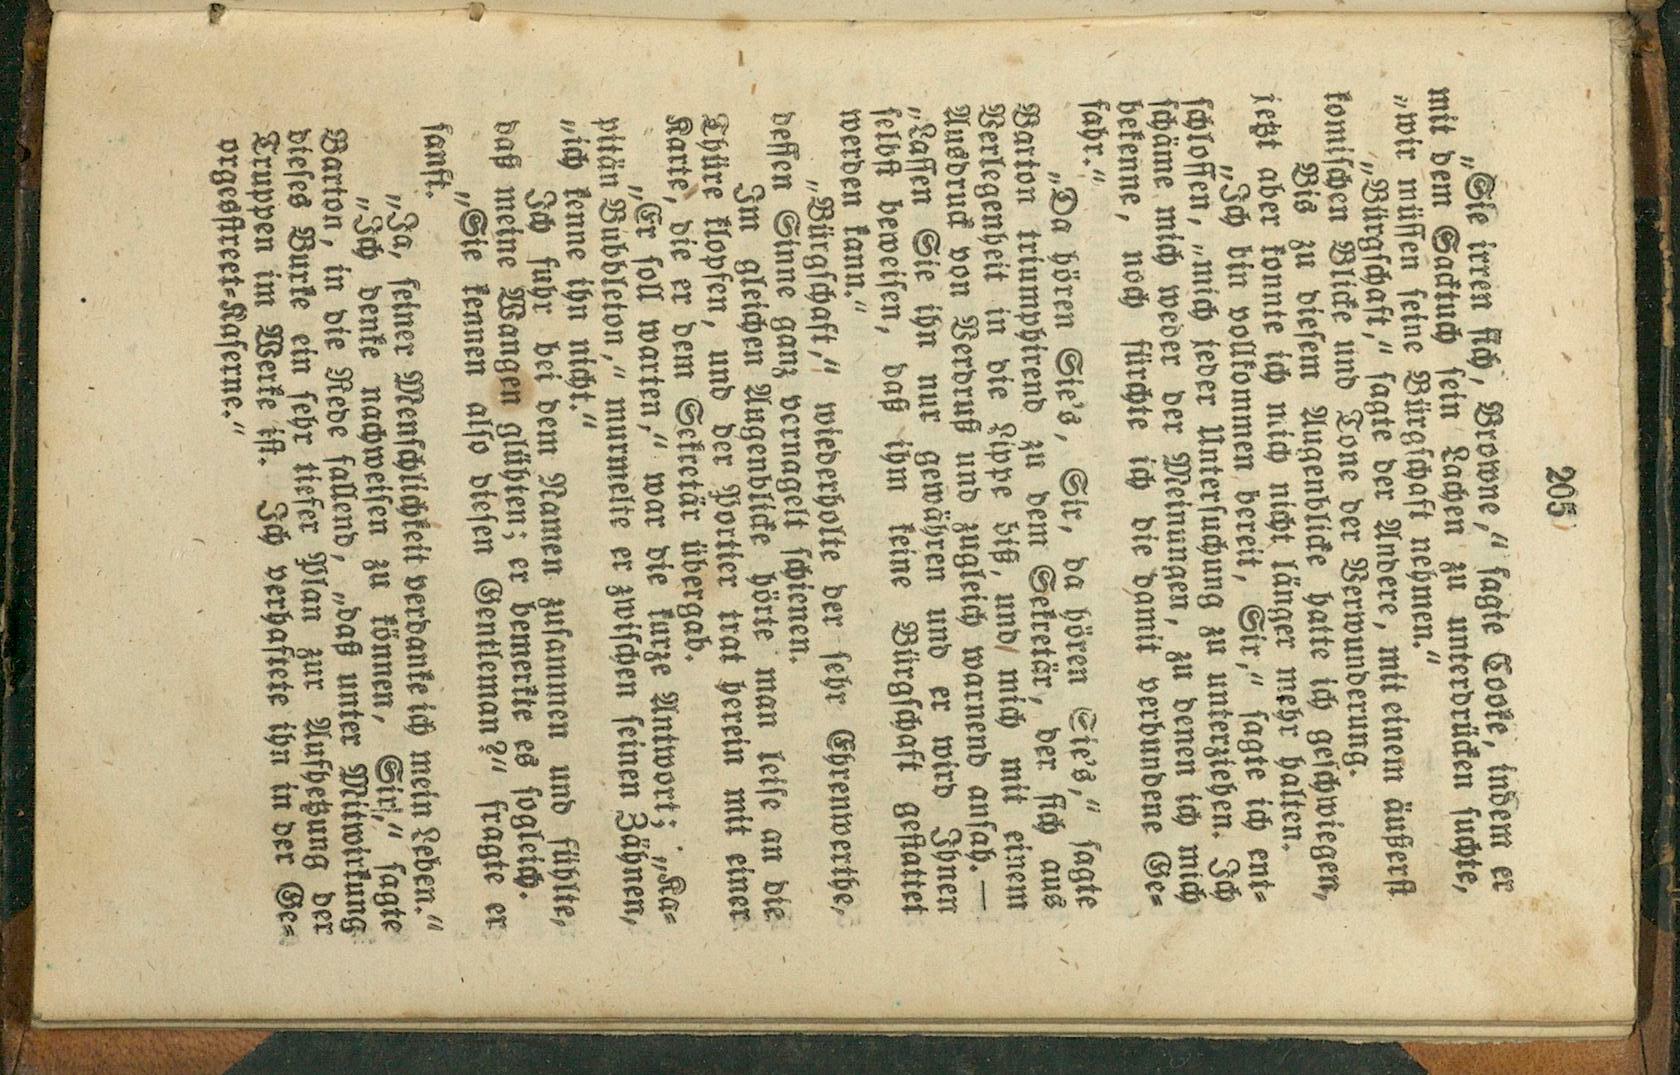 205
„Sie irren sich, Browne,“ sagte Cooke, indem er
mit dem Sacktuch sein Lachen zu unterdrücken suchte,
„wir müssen seine Bürgschaft nehmen.“
„Bürgschaft,“ sagte der Andere, mit einem äußerst
komischen Blicke und Tone der Verwunderung.
Bis zu diesem Augenblicke hatte ich geschwiegen,
jetzt aber konnte ich mich nicht länger mehr halten.
„Ich bin vollkommen bereit, Sir,“ sagte ich ent-
schlossen, „mich jeder Untersuchung zu unterziehen. Ich
schäme mich weder der Meinungen, zu denen ich mich
bekenne, noch fürchte ich die damit verbundene Ge-
fahr.“
„Da hören Sie's, Sir, da hören Sie's,“ sagte
Barton triumphirend zu dem Sekretär, der sich aus
Verlegenheit in die Lippe biß, und mich mit einem
Ausdruck von Verdruß und zugleich warnend ansah. —
„Lassen Sie ihn nur gewähren und er wird Ihnen
selbst beweisen, daß ihm keine Bürgschaft gestattet
werden kann.“
„Bürgschaft,“ wiederholte der sehr Ehrenwerthe,
dessen Sinne ganz vernagelt schienen.
Im gleichen Augenblicke hörte man leise an die
Thüre klopfen, und der Portier trat herein mit einer
Karte, die er dem Sekretär übergab.
„Er soll warten,“ war die kurze Antwort; „Ka-
pitän Bubbleton,“ murmelte er zwischen seinen Zähnen,
„ich kenne ihn nicht.“
Ich fuhr bei dem Namen zusammen und fühlte,
daß meine Wangen glühten; er bemerkte es sogleich.
„Sie kennen also diesen Gentleman?“ fragte er
sanft.
„Ja, seiner Menschlichkeit verdanke ich mein Leben.“
„Ich denke nachweisen zu können, Sir,“ sagte
Barton, in die Rede fallend, „daß unter Mitwirkung
dieses Burke ein sehr tiefer Plan zur Aufhetzung der
Truppen im Werke ist. Ich verhaftete ihn in der Ge-
orgesstreet-Kaserne.“